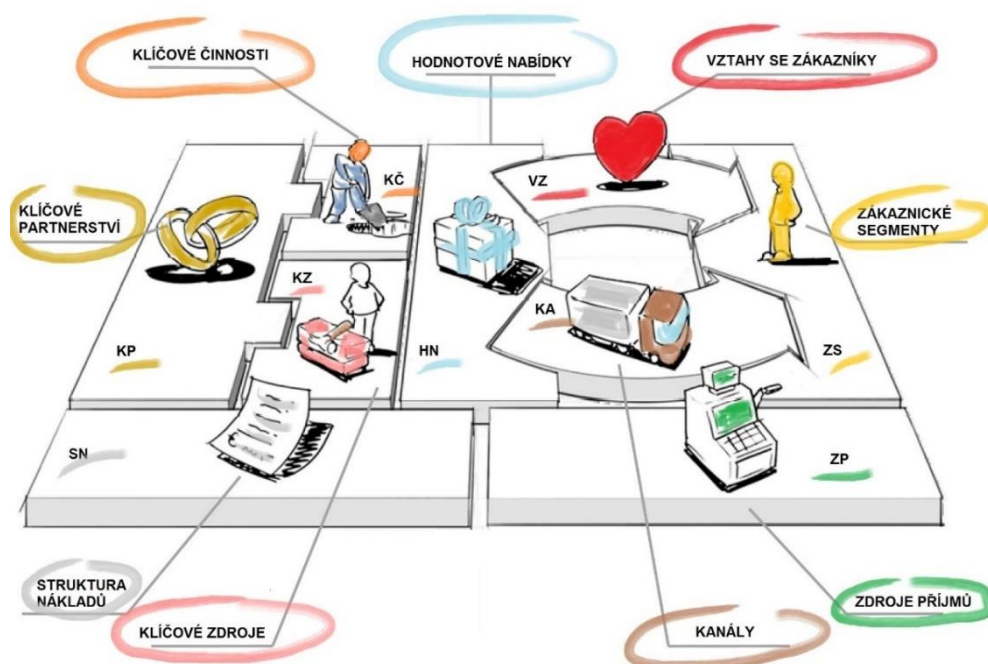 KLÍČOVÉ ČINNOSTI
HODNOTOVÉ NABÍDKY
VZTAHY SE ZÁKAZNÍKY
KČ
VZ
KLÍČOVÉ
PARTNERSTVÍ
ZÁKAZNICKÉ
SEGMENTY
KZ
KA
KP
HN
ZS
SN
ZP
STRUKTURA
NÁKLADŮ
KLÍČOVÉ ZDROJE
KANÁLY
ZDROJE PŘÍJMŮ